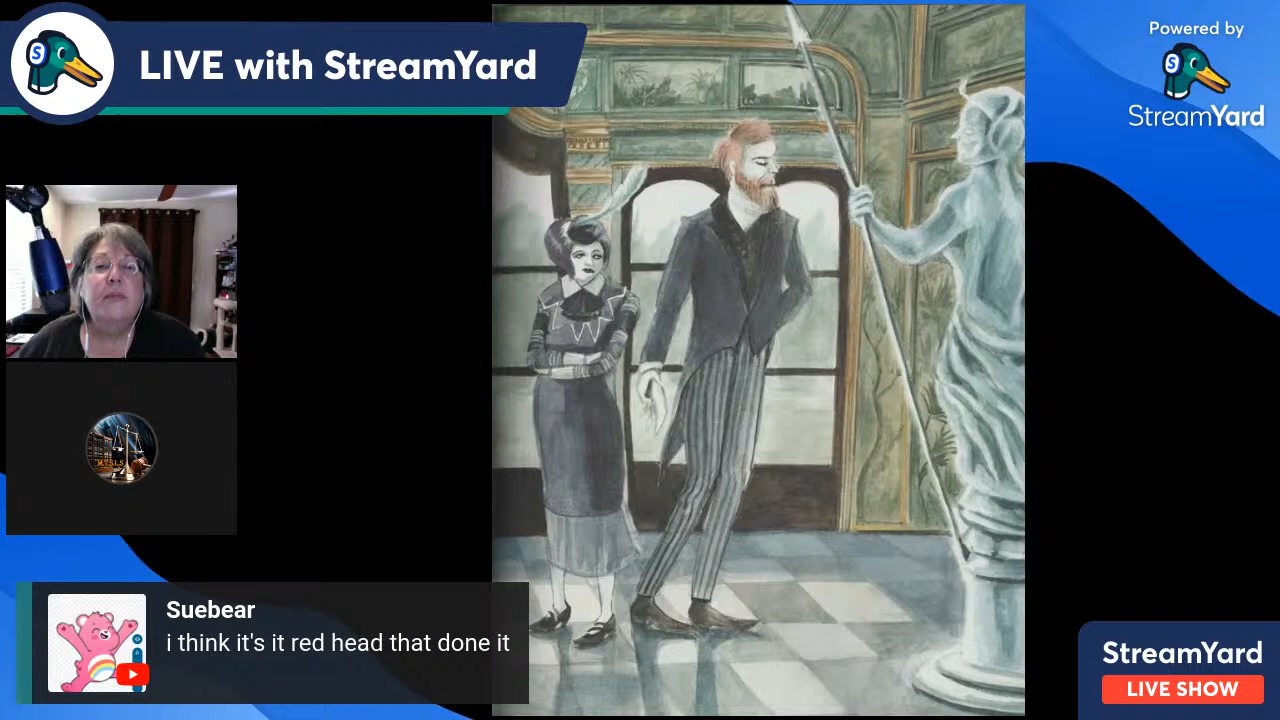 LIVE with StreamYard
Powered by
StreamYard
M.T.S.L.S
Suebear
i think it's it red head that done it
StreamYard
LIVE SHOW